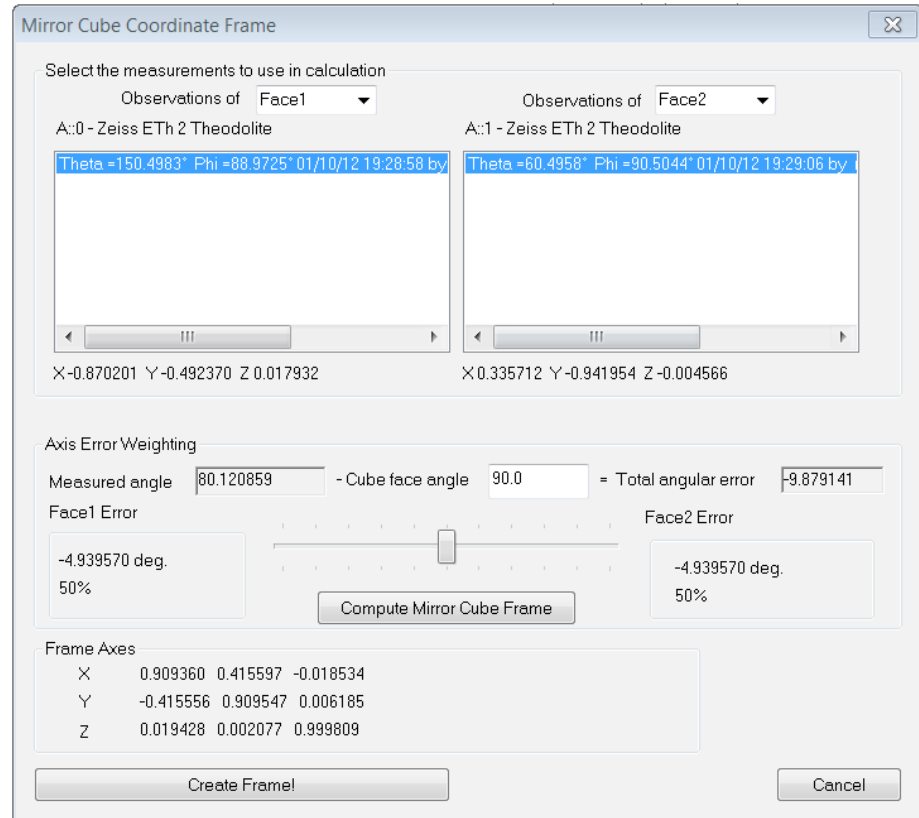 Mirror Cube Coordinate Frame
Select the measurements to use in calculation
Observations of Face1
A::0 - Zeiss ETh 2 Theodolite
Theta =150.4983° Phi =88.9725° 01/10/12 19:28:58 by
X -0.870201 Y -0.492370 Z 0.017932
Observations of Face2
A::1 - Zeiss ETh 2 Theodolite
Theta =60.4958° Phi =90.5044° 01/10/12 19:29:06 by
X 0.335712 Y -0.941954 Z -0.004566
Axis Error Weighting
Measured angle 80.120859 - Cube face angle 90.0 = Total angular error -9.879141
Face1 Error
-4.939570 deg.
50%
Face2 Error
-4.939570 deg.
50%
Compute Mirror Cube Frame
Frame Axes
X 0.909360 0.415597 -0.018534
Y -0.415556 0.909547 0.006185
Z 0.019428 0.002077 0.999809
Create Frame!
Cancel